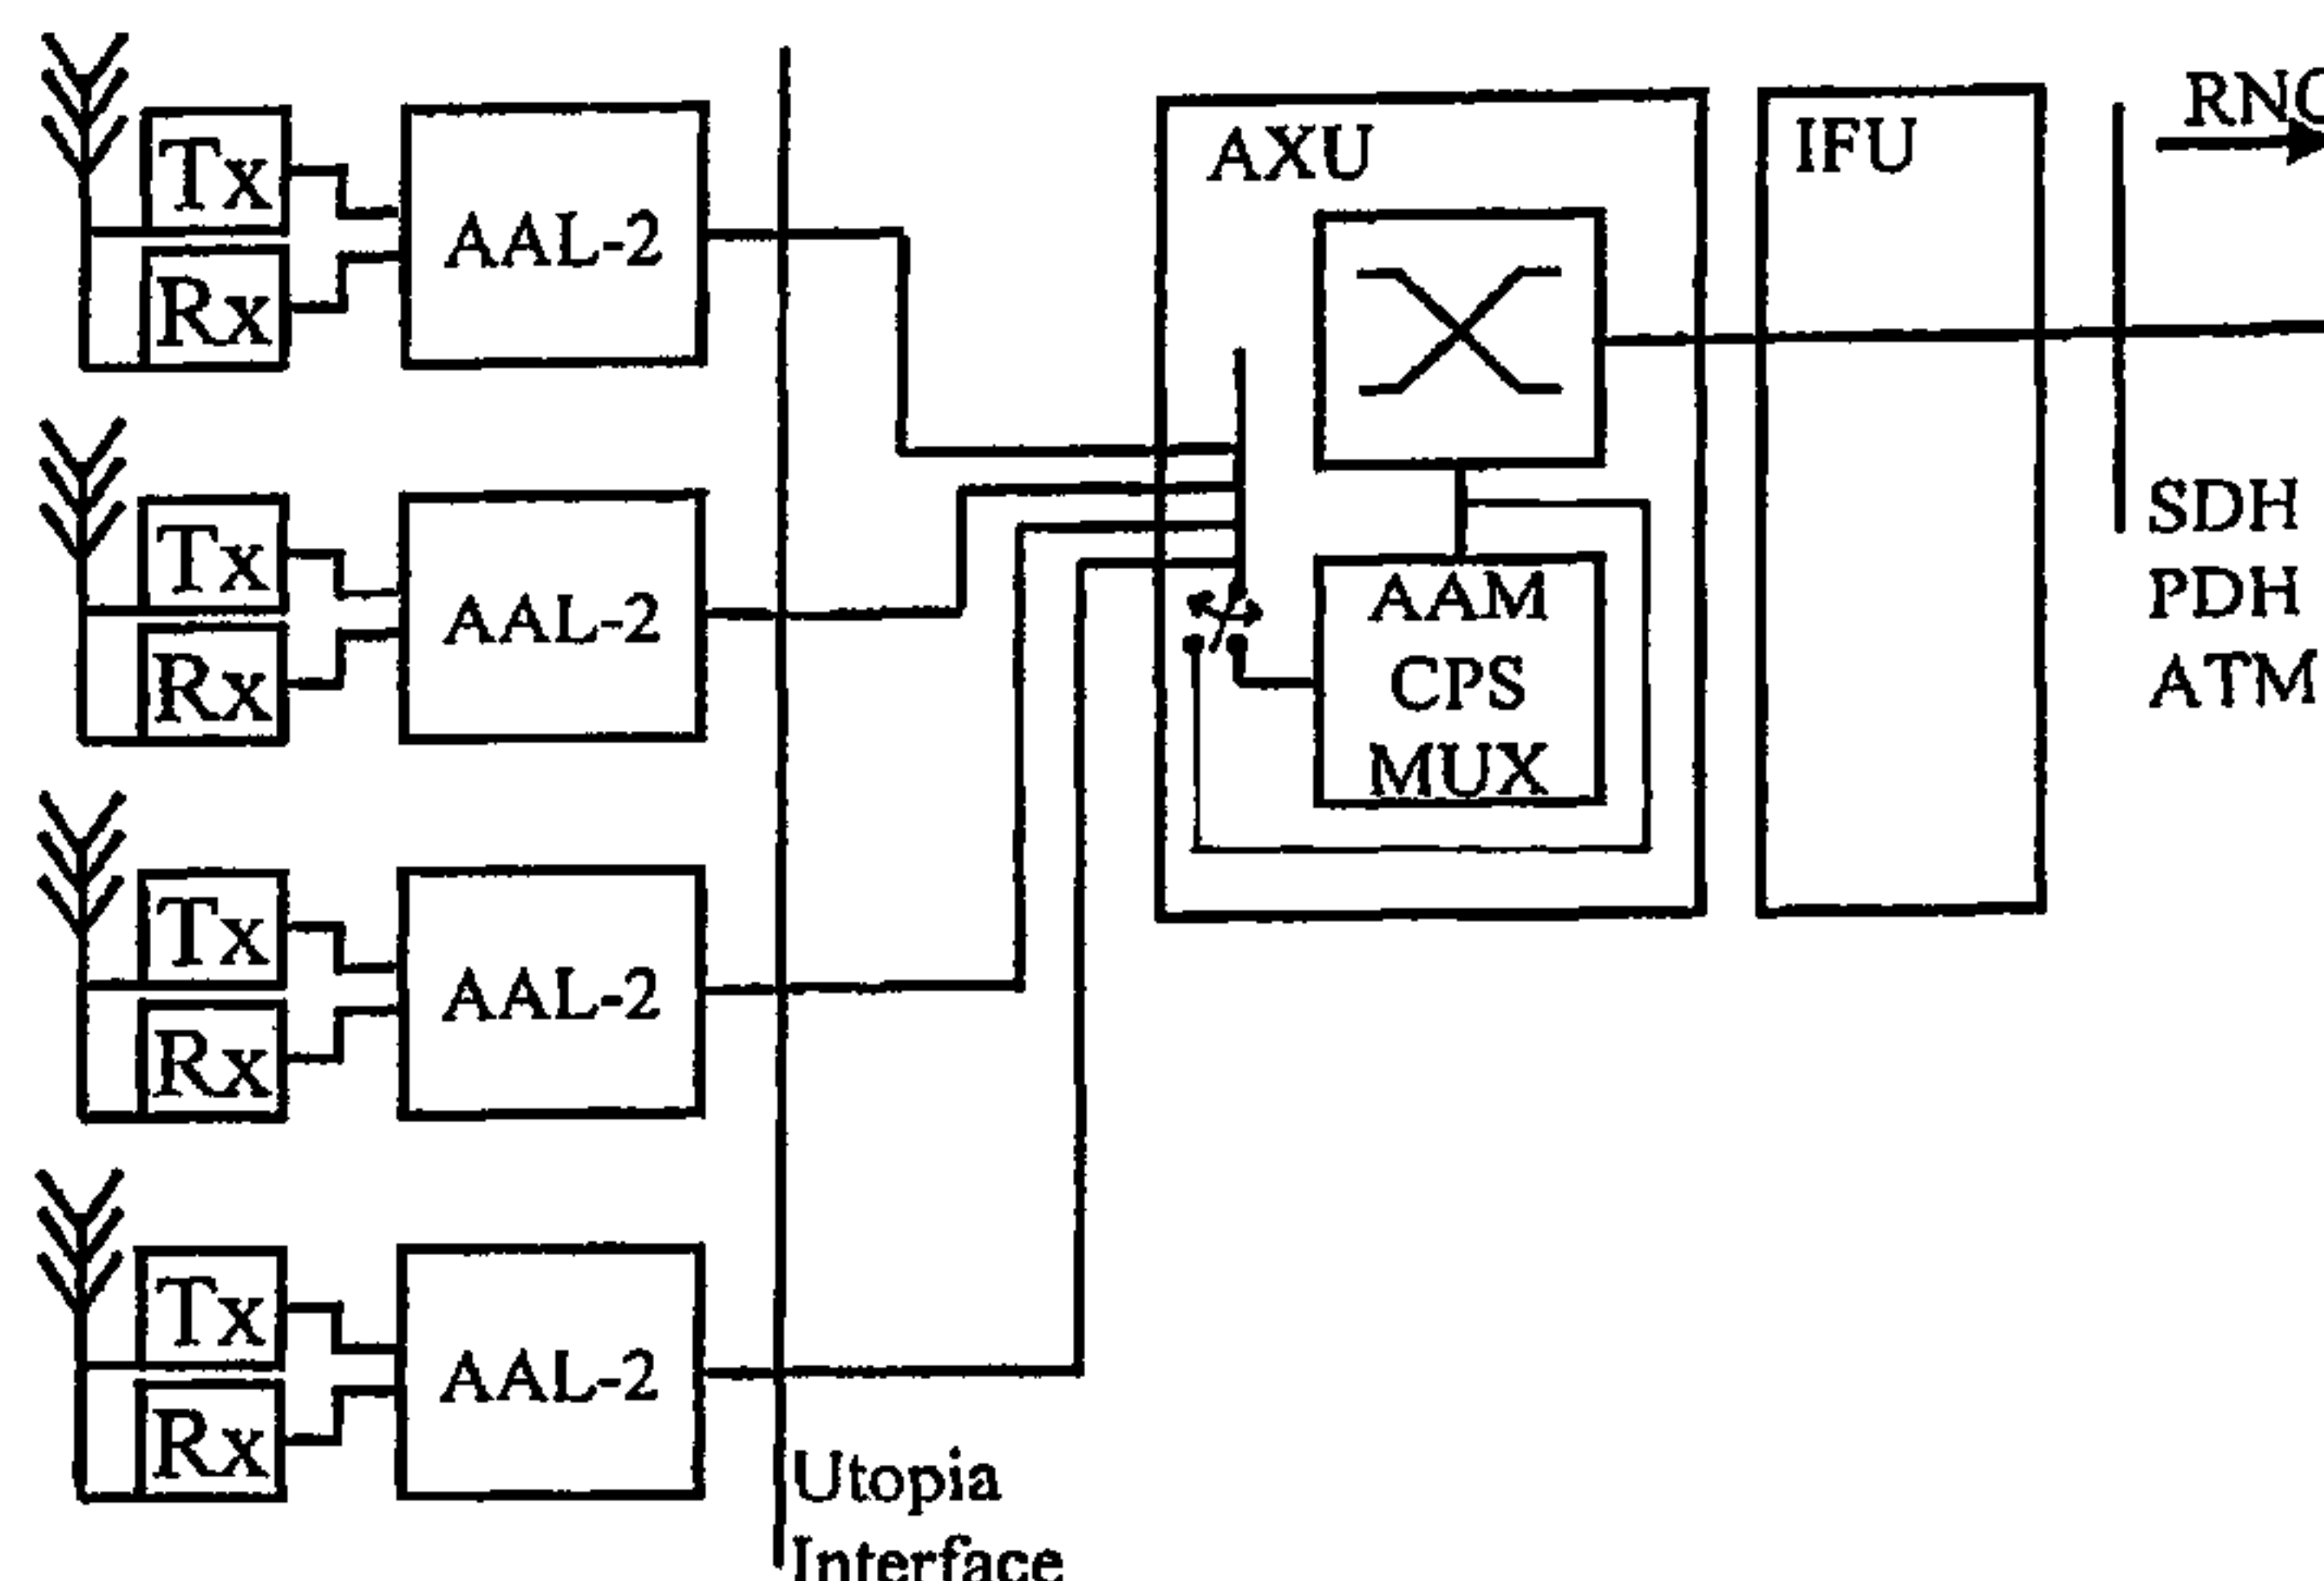 Tx
AAL-2
Rx
Tx
AAL-2
Rx
Tx
AAL-2
Rx
Tx
AAL-2
Rx
Utopia
Interface
AXU
AAM
CPS
MUX
IFU
RNC
SDH
PDH
ATM